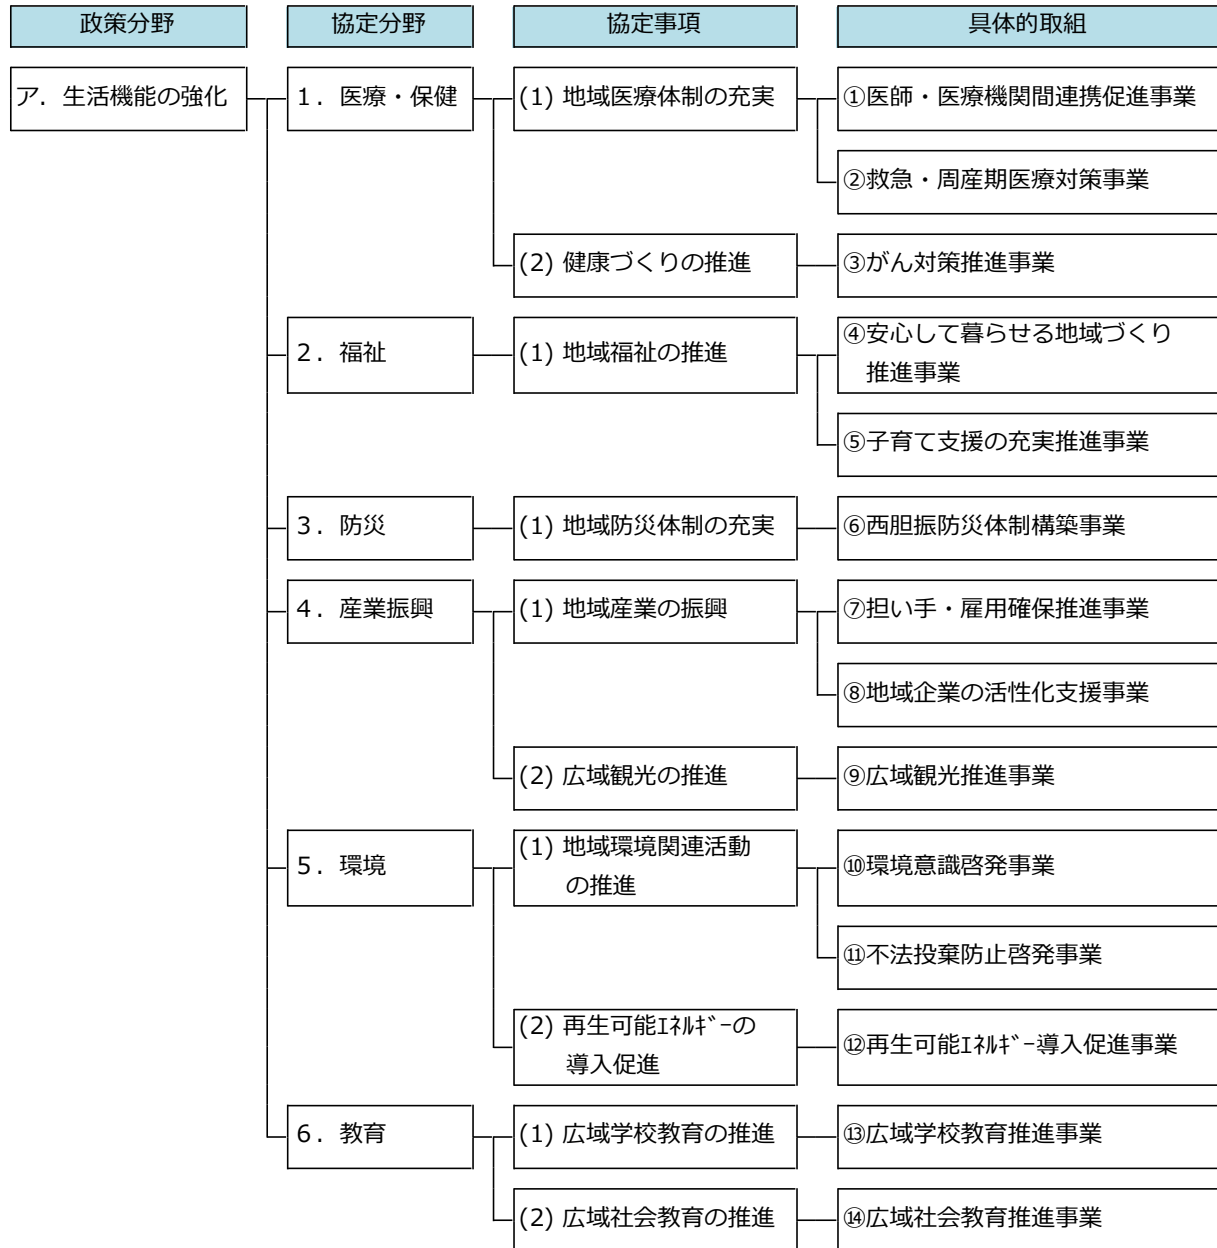 政策分野
協定分野
協定事項
具体的取組
ア．生活機能の強化
１．医療・保健
(1) 地域医療体制の充実
①医師・医療機関間連携促進事業
②救急・周産期医療対策事業
(2) 健康づくりの推進
③がん対策推進事業
２．福祉
(1) 地域福祉の推進
④安心して暮らせる地域づくり
推進事業
⑤子育て支援の充実推進事業
３．防災
(1) 地域防災体制の充実
⑥西胆振防災体制構築事業
４．産業振興
(1) 地域産業の振興
⑦担い手・雇用確保推進事業
⑧地域企業の活性化支援事業
(2) 広域観光の推進
⑨広域観光推進事業
５．環境
(1) 地域環境関連活動
の推進
⑩環境意識啓発事業
⑪不法投棄防止啓発事業
(2) 再生可能ｴﾈﾙｷﾞｰの
導入促進
⑫再生可能ｴﾈﾙｷﾞｰ導入促進事業
６．教育
(1) 広域学校教育の推進
⑬広域学校教育推進事業
(2) 広域社会教育の推進
⑭広域社会教育推進事業